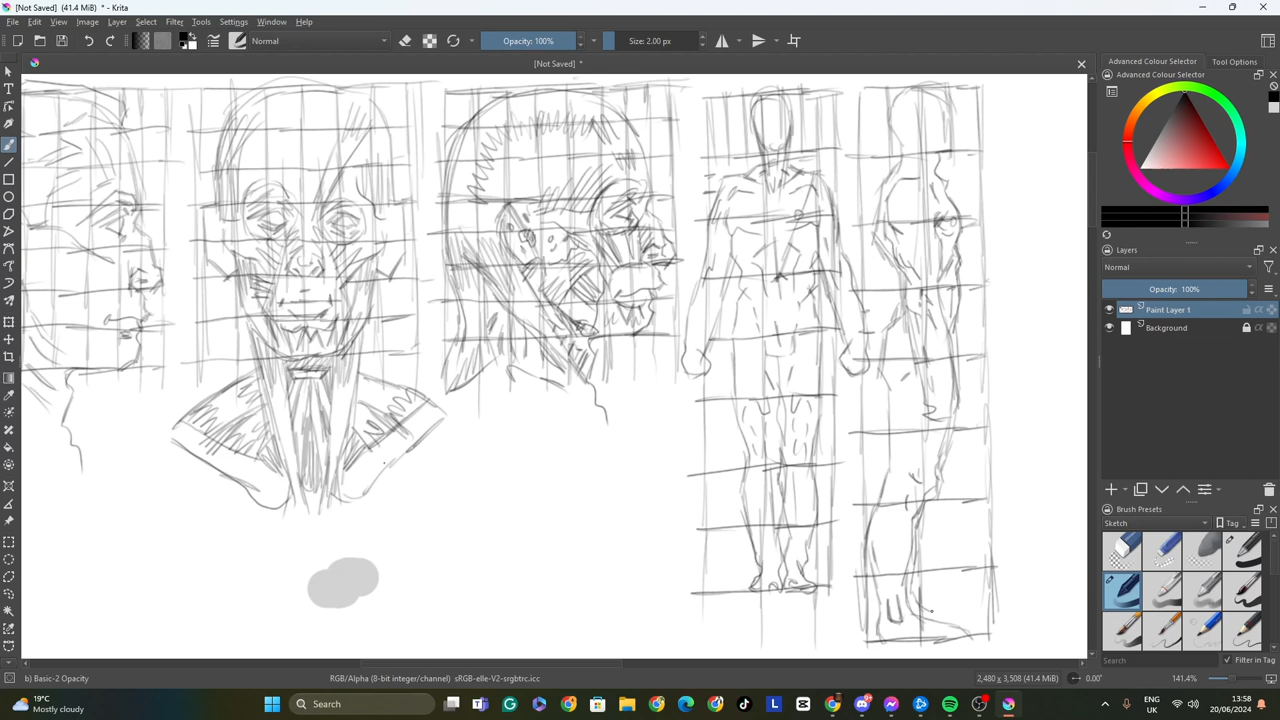 [Not Saved] (41.4 MiB) * - Krita
File Edit View Image Layer Select Filter Tools Settings Window Help
Normal Opacity: 100% Size: 2.00 px
[Not Saved] *
Advanced Colour Selector Tool Options
Advanced Colour Selector
Layers
Normal
Opacity: 100%
Paint Layer 1
Background
Brush Presets
Sketch Tag
Search Filter in Tag
b) Basic-2 Opacity RGB/Alpha (8-bit integer/channel) sRGB-elle-V2-srgbtrc.icc 2,480 x 3,508 (41.4 MiB) 0.00° 141.4%
19°C
Mostly cloudy
Search
ENG
UK
13:58
20/06/2024